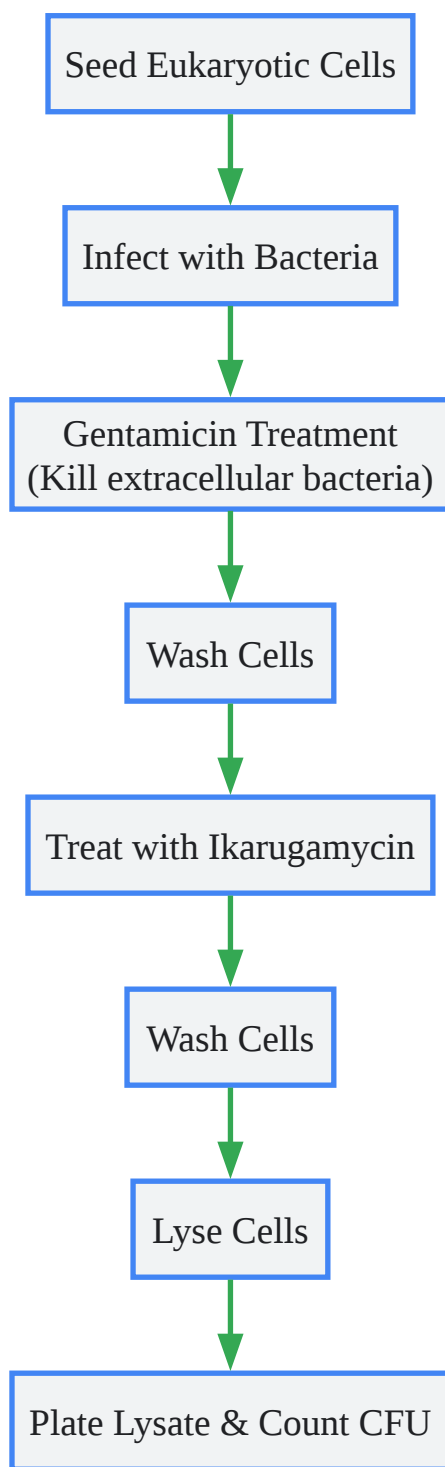 Seed Eukaryotic Cells
Infect with Bacteria
Gentamicin Treatment
(Kill extracellular bacteria)
Wash Cells
Treat with Ikarugamycin
Wash Cells
Lyse Cells
Plate Lysate & Count CFU